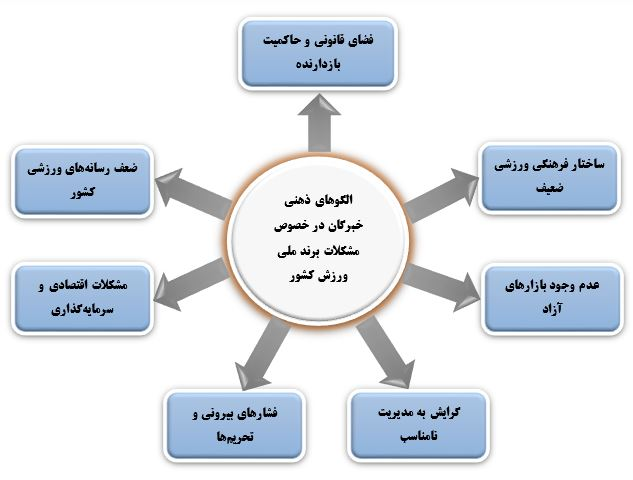 فضای قانونی و حاکمیت
بازدارنده
ساختار فرهنگی ورزشی
ضعیف
عدم وجود بازارهای
آزاد
گرایش به مدیریت
نامناسب
فشارهای بیرونی و
تحریم‌ها
مشکلات اقتصادی و
سرمایه‌گذاری
ضعف رسانه‌های ورزشی
کشور
الگوهای ذهنی
خبرگان در خصوص
مشکلات برند ملی
ورزش کشور